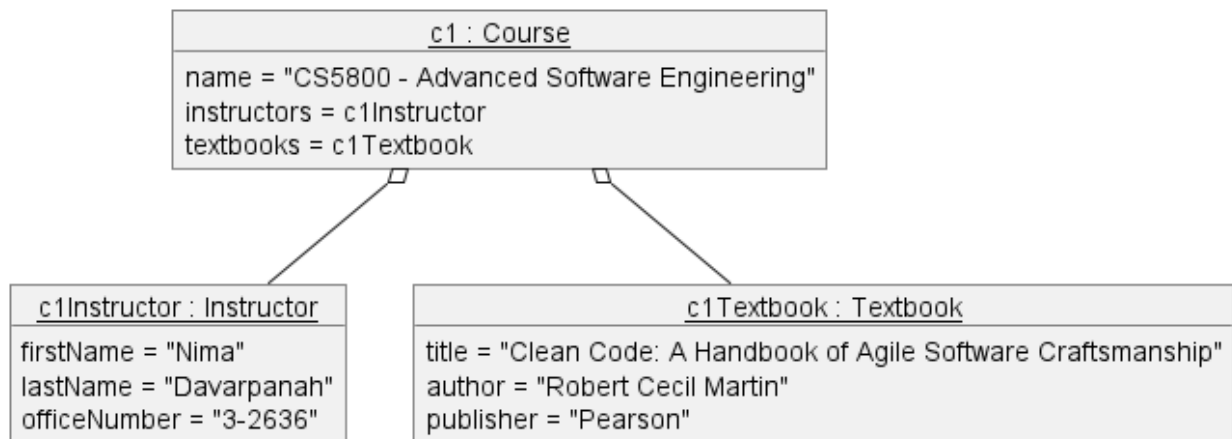 c1 : Course
name = "CS5800 - Advanced Software Engineering"
instructors = c1Instructor
textbooks = c1Textbook
c1Instructor : Instructor
firstName = "Nima"
lastName = "Davarpanah"
officeNumber = "3-2636"
c1Textbook : Textbook
title = "Clean Code: A Handbook of Agile Software Craftsmanship"
author = "Robert Cecil Martin"
publisher = "Pearson"